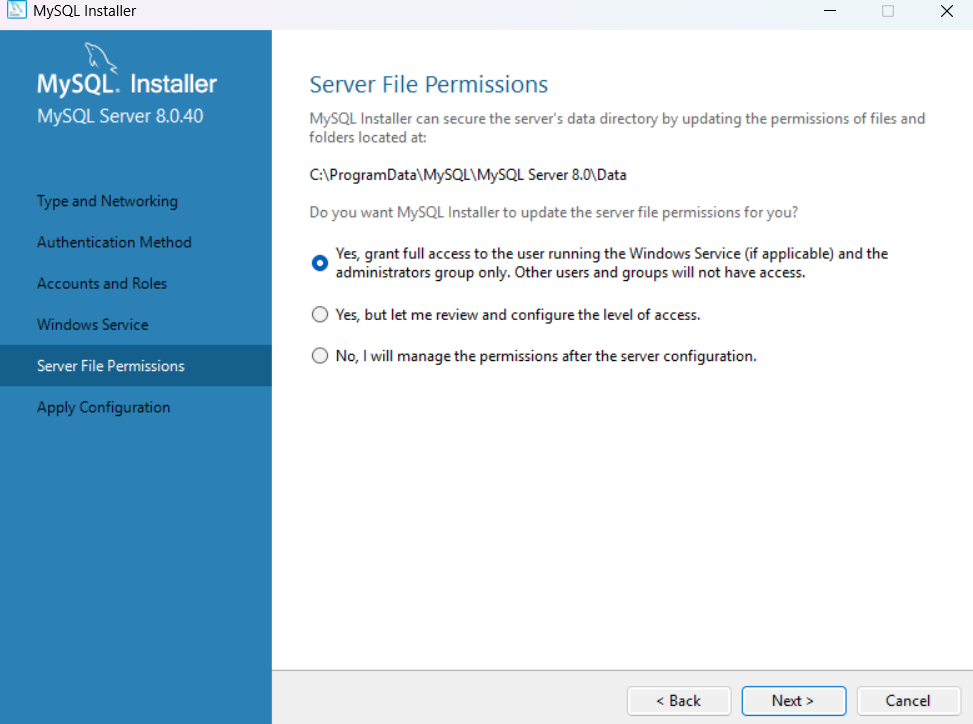 MySQL Installer
MySQL. Installer
MySQL Server 8.0.40
Type and Networking
Authentication Method
Accounts and Roles
Windows Service
Server File Permissions
Apply Configuration
Server File Permissions
MySQL Installer can secure the server's data directory by updating the permissions of files and
folders located at:
C:\ProgramData\MySQL\MySQL Server 8.0\Data
Do you want MySQL Installer to update the server file permissions for you?
Yes, grant full access to the user running the Windows Service (if applicable) and the
administrators group only. Other users and groups will not have access.
Yes, but let me review and configure the level of access.
No, I will manage the permissions after the server configuration.
< Back
Next >
Cancel